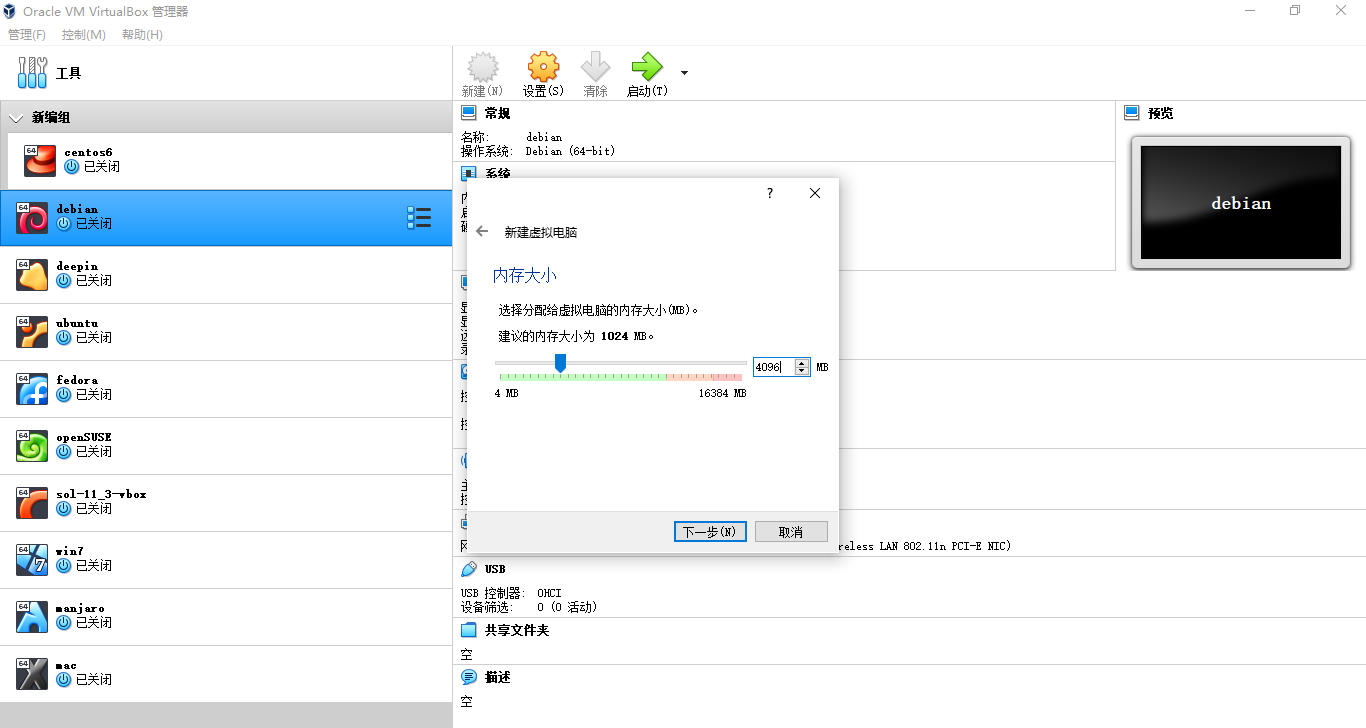 Oracle VM VirtualBox 管理器
管理(F) 控制(M) 帮助(H)
工具
新建(N) 设置(S) 清除 启动(T)
新编组
64 centos6
已关闭
64 debian
已关闭
64 deepin
已关闭
64 ubuntu
已关闭
64 fedora
已关闭
64 openSUSE
已关闭
64 sol-11_3-vbox
已关闭
64 win7
已关闭
64 manjaro
已关闭
64 mac
已关闭
常规
名称: debian
操作系统: Debian (64-bit)
系统
预览
debian
?
新建虚拟电脑
内存大小
选择分配给虚拟电脑的内存大小(MB)。
建议的内存大小为 1024 MB。
4096 MB
4 MB 16384 MB
下一步(N) 取消
reless LAN 802.11n PCI-E NIC)
USB
USB 控制器: OHCI
设备筛选: 0 (0 活动)
共享文件夹
空
描述
空